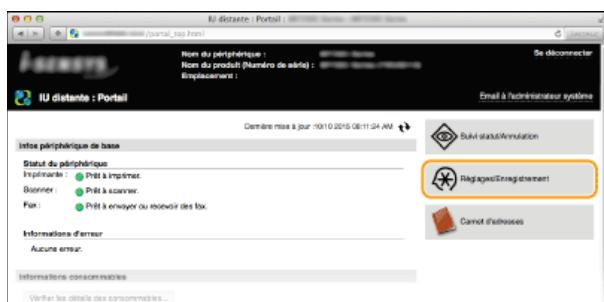 IU distante : Portail :
/portal_top.html
Nom du périphérique :
Nom du produit (Numéro de série) :
Emplacement :
Se déconnecter
IU distante : Portail
Email à l'administrateur système
Dernière mise à jour :10/10 2015 08:11:24 AM
Infos périphérique de base
Statut du périphérique
Imprimante : Prêt à imprimer.
Scanner : Prêt à scanner.
Fax : Prêt à envoyer ou recevoir des fax.
Informations d'erreur
Aucune erreur.
Informations consommables
Vérifier les détails des consommables...
Suivi statut/Annulation
Réglages/Enregistrement
Carnet d'adresses